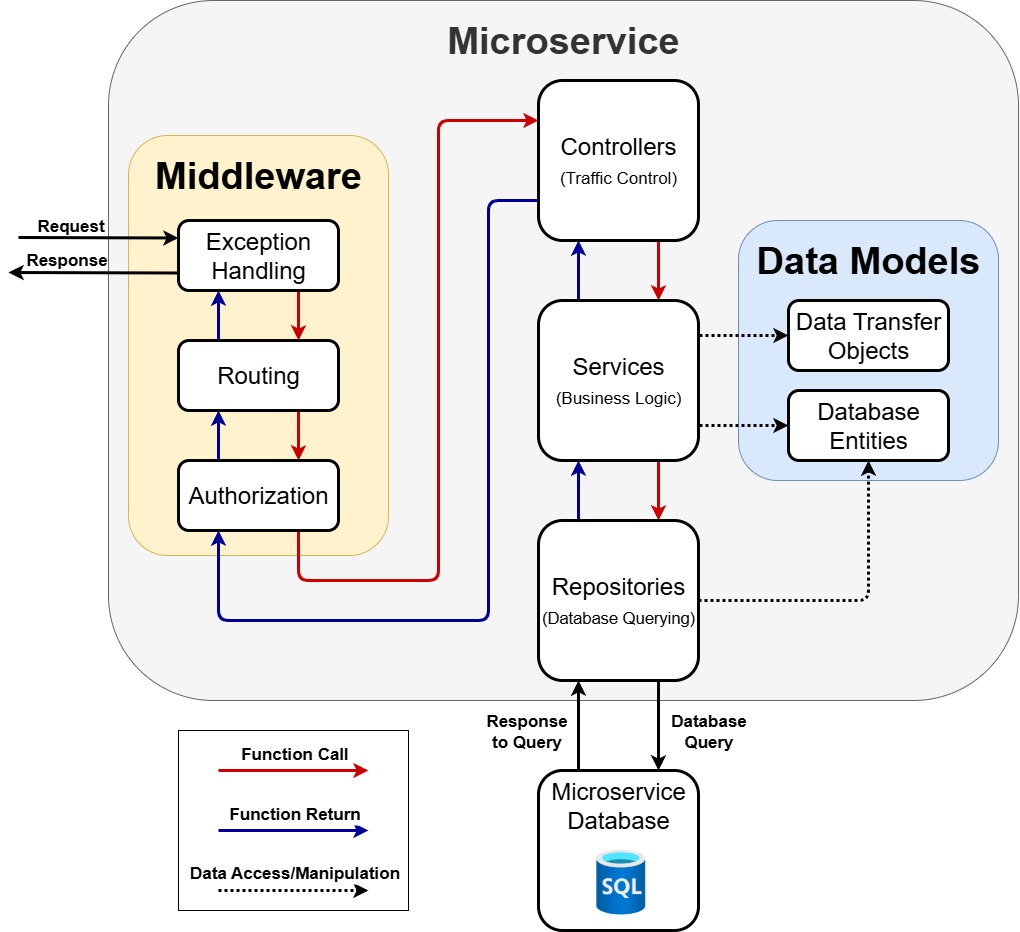 Microservice
Middleware
Request
Response
Exception
Handling
Routing
Authorization
Controllers
(Traffic Control)
Services
(Business Logic)
Repositories
(Database Querying)
Data Models
Data Transfer
Objects
Database
Entities
Response
to Query
Database
Query
Microservice
Database
SQL
Function Call
Function Return
Data Access/Manipulation